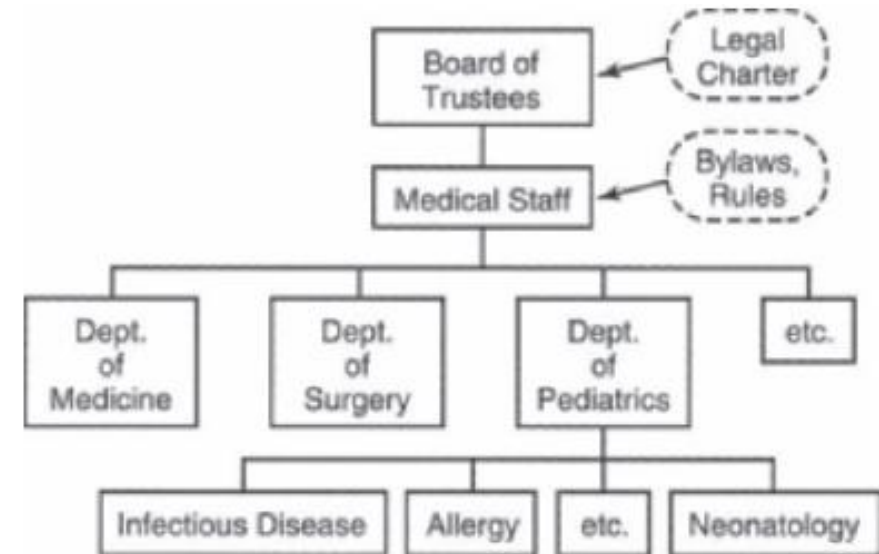 Board of
Trustees
Legal
Charter
Medical Staff
Bylaws,
Rules
Dept.
of
Medicine
Dept.
of
Surgery
Dept.
of
Pediatrics
etc.
Infectious Disease
Allergy
etc.
Neonatology